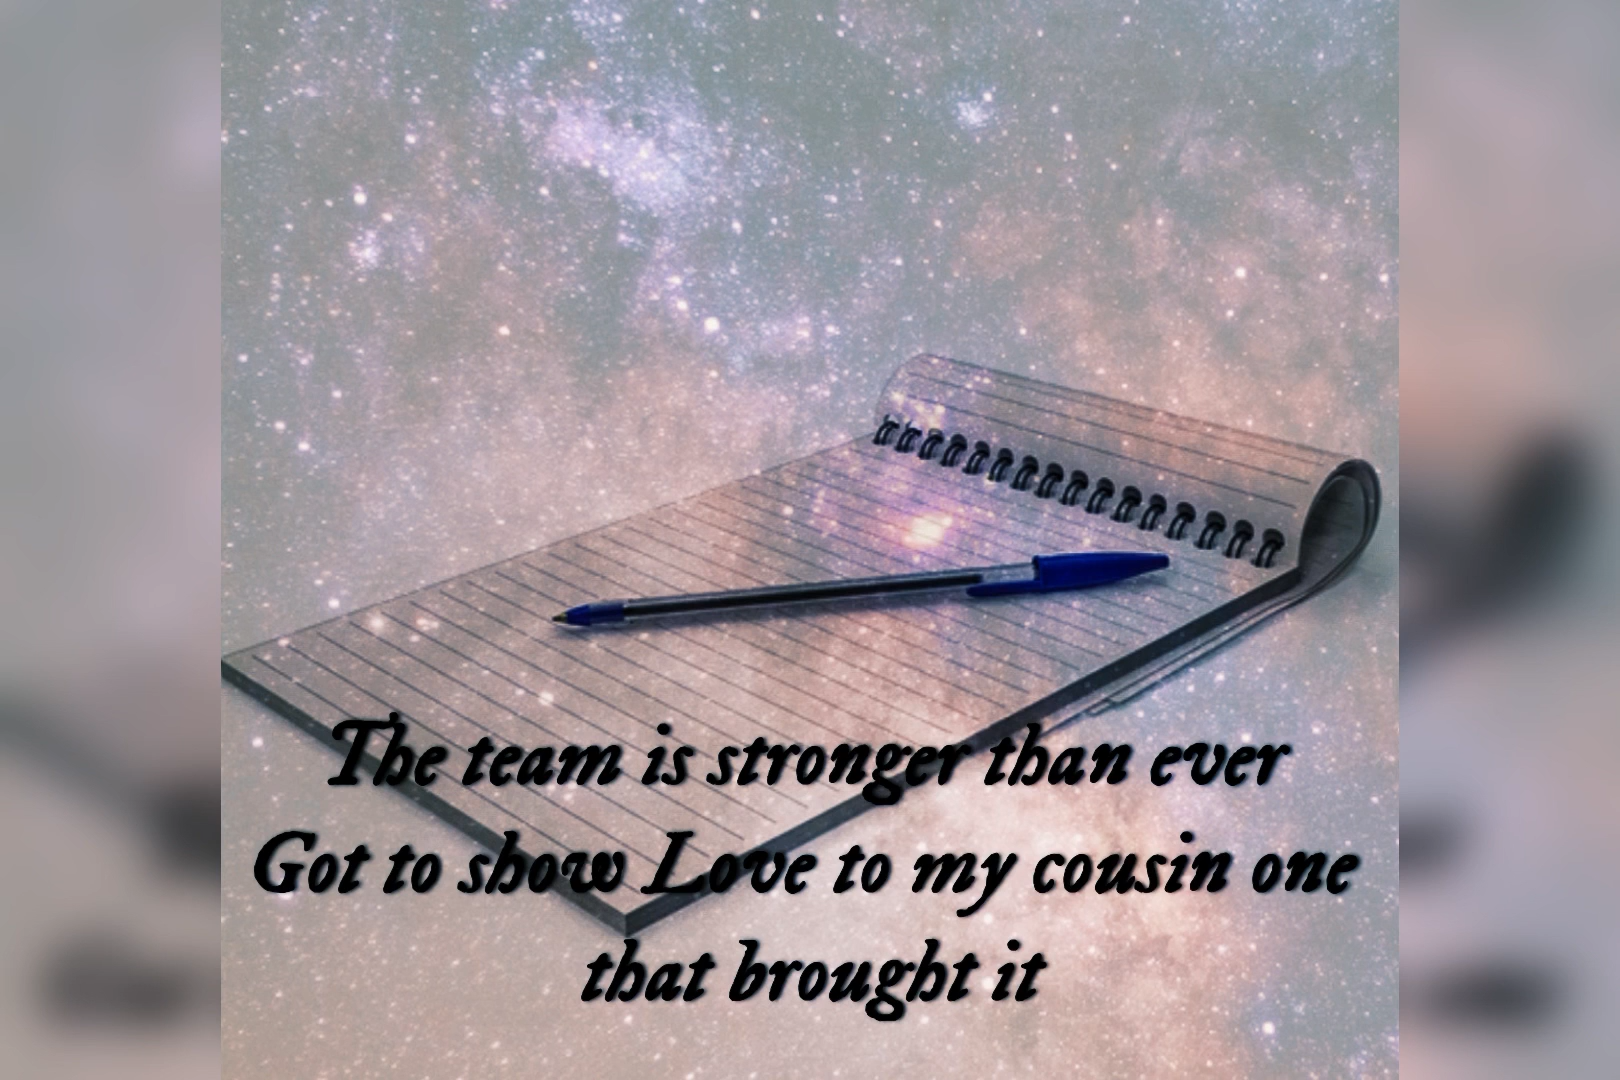 The team is stronger than ever
Got to show Love to my cousin one
that brought it